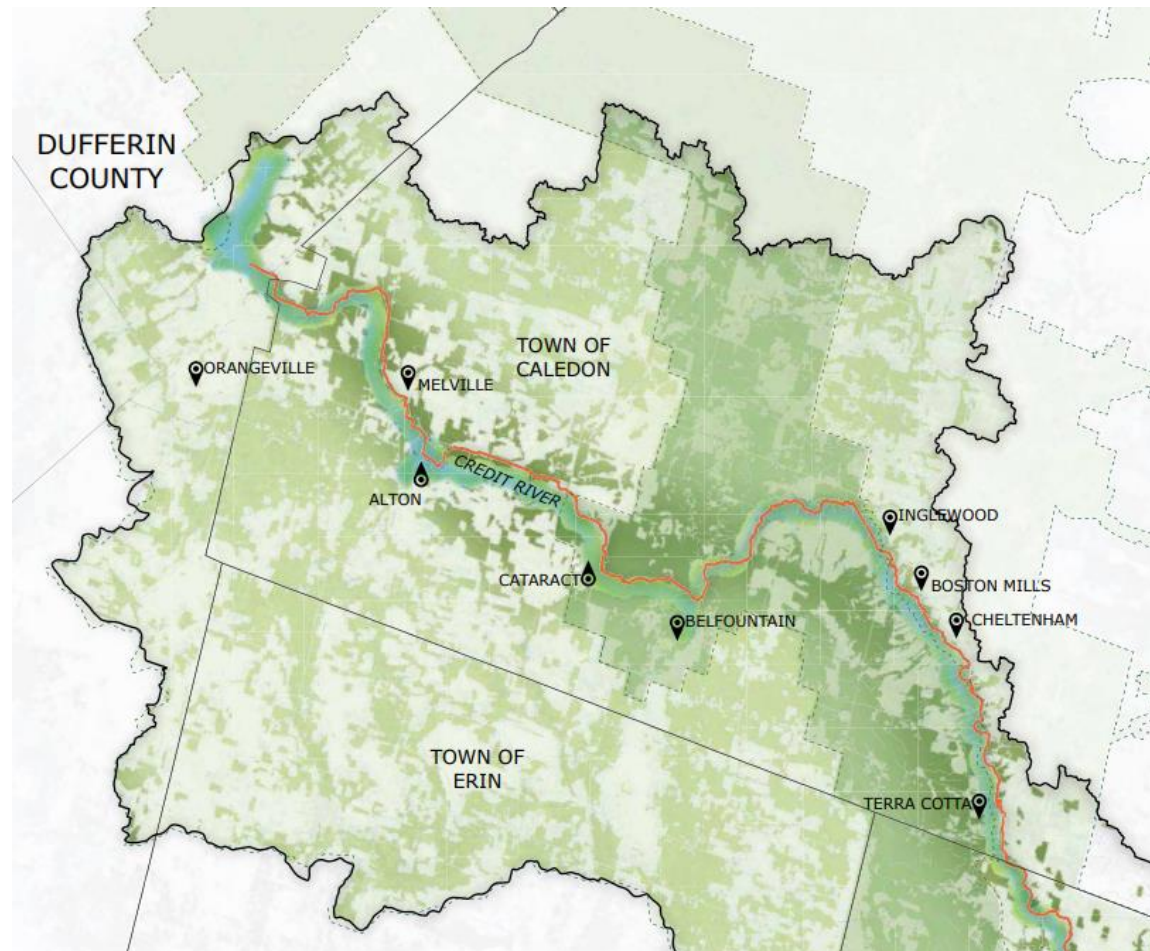 DUFFERIN
COUNTY
ORANGEVILLE
TOWN OF
CALEDON
MELVILLE
CREDIT RIVER
ALTON
INGLEWOOD
CATARACT
BOSTON MILLS
BELFOUNTAIN
CHELTENHAM
TOWN OF
ERIN
TERRA COTTA